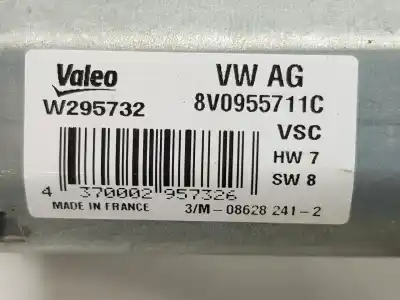 Valeo
VW AG
W295732
8V0955711C
VSC
HW 7
SW 8
4 370002 957326
MADE IN FRANCE
3/M-08628 241-2